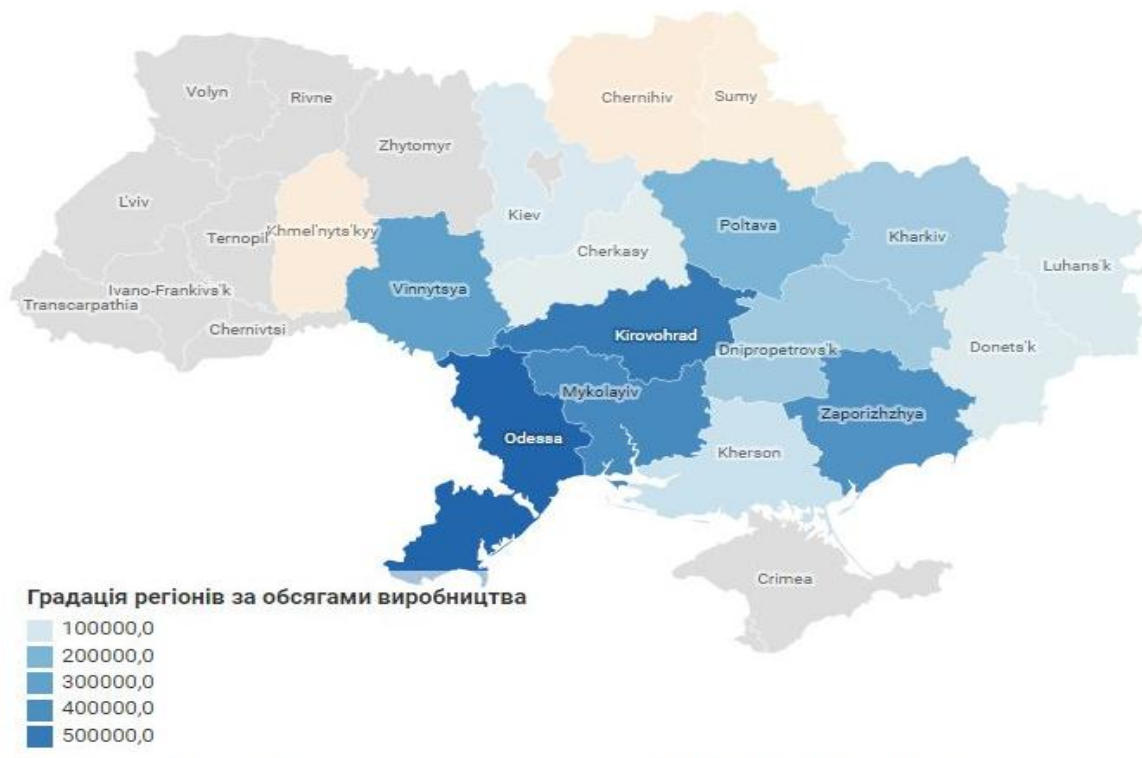 Volyn
Rivne
Zhytomyr
Chernihiv
Sumy
L'viv
Ternopil
Khmel'nyts'kyy
Kiev
Cherkasy
Poltava
Kharkiv
Luhans'k
Ivano-Frankivs'k
Transcarpathia
Chernivtsi
Vinnytsya
Kirovohrad
Dnipropetrovs'k
Donets'k
Mykolayiv
Zaporizhzhya
Odessa
Kherson
Crimea
Градація регіонів за обсягами виробництва
100000,0
200000,0
300000,0
400000,0
500000,0